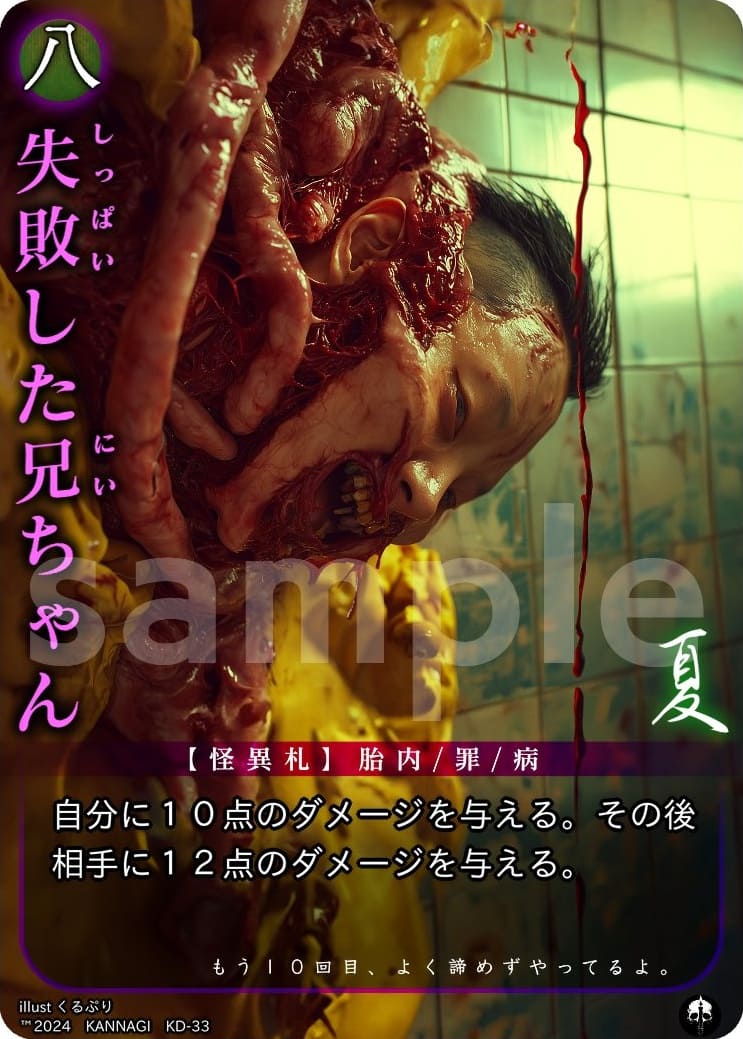 八
失敗した兄ちゃん
しっぱい
にい
sample
夏
【怪異札】胎内/罪/病
自分に１０点のダメージを与える。その後
相手に１２点のダメージを与える。
もう１０回目、よく諦めずやってるよ。
illust くるぷり
™2024 KANNAGI KD-33